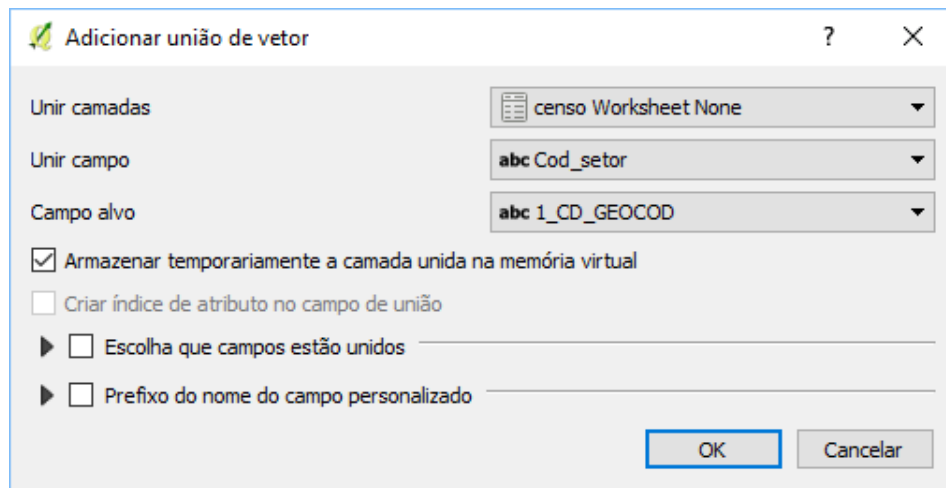 Adicionar união de vetor ? X
Unir camadas censo Worksheet None
Unir campo abc Cod_setor
Campo alvo abc 1_CD_GEOCOD
Armazenar temporariamente a camada unida na memória virtual
Criar índice de atributo no campo de união
Escolha que campos estão unidos
Prefixo do nome do campo personalizado
OK Cancelar